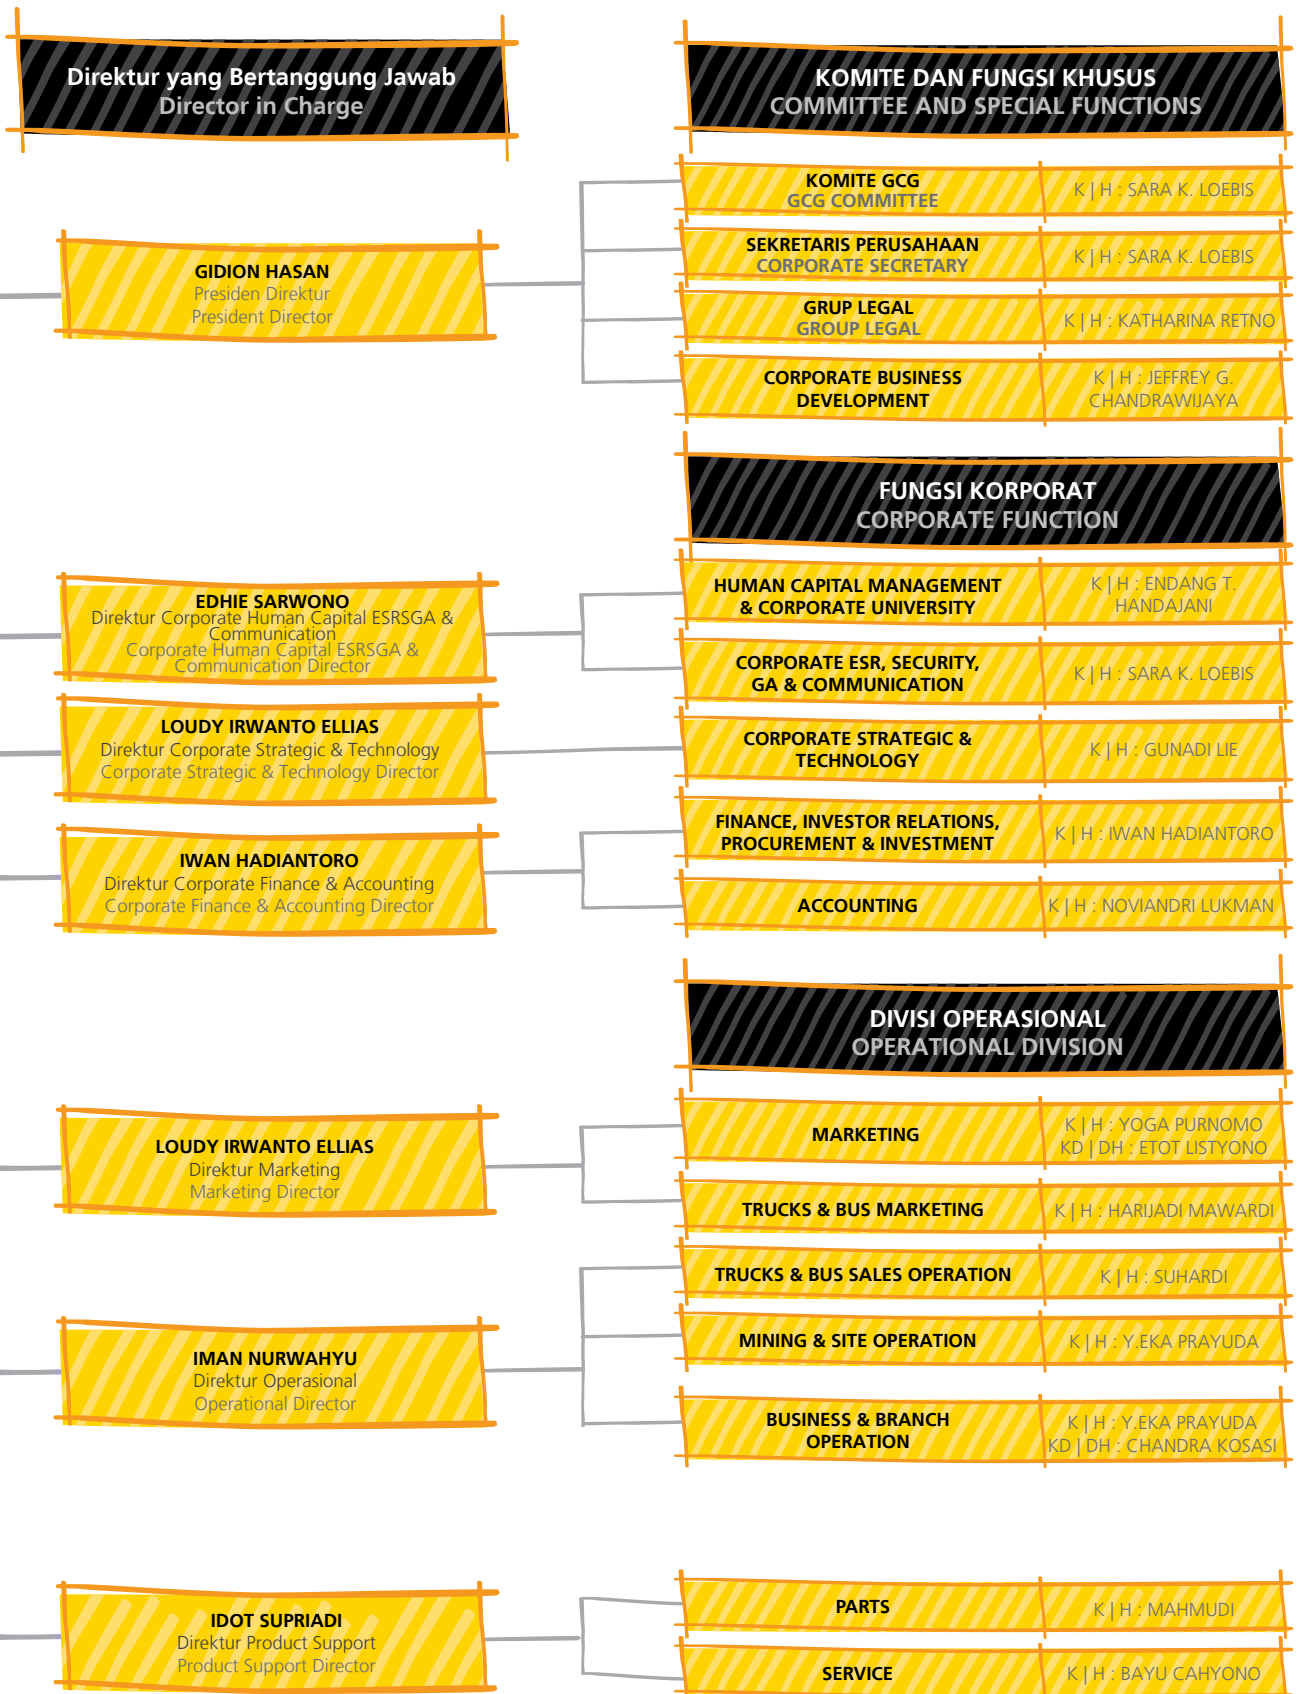 Direktur yang Bertanggung Jawab
Director in Charge
KOMITE DAN FUNGSI KHUSUS
COMMITTEE AND SPECIAL FUNCTIONS
GIDION HASAN
Presiden Direktur
President Director
KOMITE GCG
GCG COMMITTEE
K | H : SARA K. LOEBIS
SEKRETARIS PERUSAHAAN
CORPORATE SECRETARY
K | H : SARA K. LOEBIS
GRUP LEGAL
GROUP LEGAL
K | H : KATHARINA RETNO
CORPORATE BUSINESS
DEVELOPMENT
K | H : JEFFREY G.
CHANDRAWIJAYA
FUNGSI KORPORAT
CORPORATE FUNCTION
EDHIE SARWONO
Direktur Corporate Human Capital ESRSGA &
Communication
Corporate Human Capital ESRSGA &
Communication Director
HUMAN CAPITAL MANAGEMENT
& CORPORATE UNIVERSITY
K | H : ENDANG T.
HANDAJANI
CORPORATE ESR, SECURITY,
GA & COMMUNICATION
K | H : SARA K. LOEBIS
LOUDY IRWANTO ELLIAS
Direktur Corporate Strategic & Technology
Corporate Strategic & Technology Director
CORPORATE STRATEGIC &
TECHNOLOGY
K | H : GUNADI LIE
IWAN HADIANTORO
Direktur Corporate Finance & Accounting
Corporate Finance & Accounting Director
FINANCE, INVESTOR RELATIONS,
PROCUREMENT & INVESTMENT
K | H : IWAN HADIANTORO
ACCOUNTING
K | H : NOVIANDRI LUKMAN
DIVISI OPERASIONAL
OPERATIONAL DIVISION
LOUDY IRWANTO ELLIAS
Direktur Marketing
Marketing Director
MARKETING
K | H : YOGA PURNOMO
KD | DH : ETOT LISTYONO
TRUCKS & BUS MARKETING
K | H : HARIJADI MAWARDI
IMAN NURWAHYU
Direktur Operasional
Operational Director
TRUCKS & BUS SALES OPERATION
K | H : SUHARDI
MINING & SITE OPERATION
K | H : Y.EKA PRAYUDA
BUSINESS & BRANCH
OPERATION
K | H : Y.EKA PRAYUDA
KD | DH : CHANDRA KOSASI
IDOT SUPRIADI
Direktur Product Support
Product Support Director
PARTS
K | H : MAHMUDI
SERVICE
K | H : BAYU CAHYONO